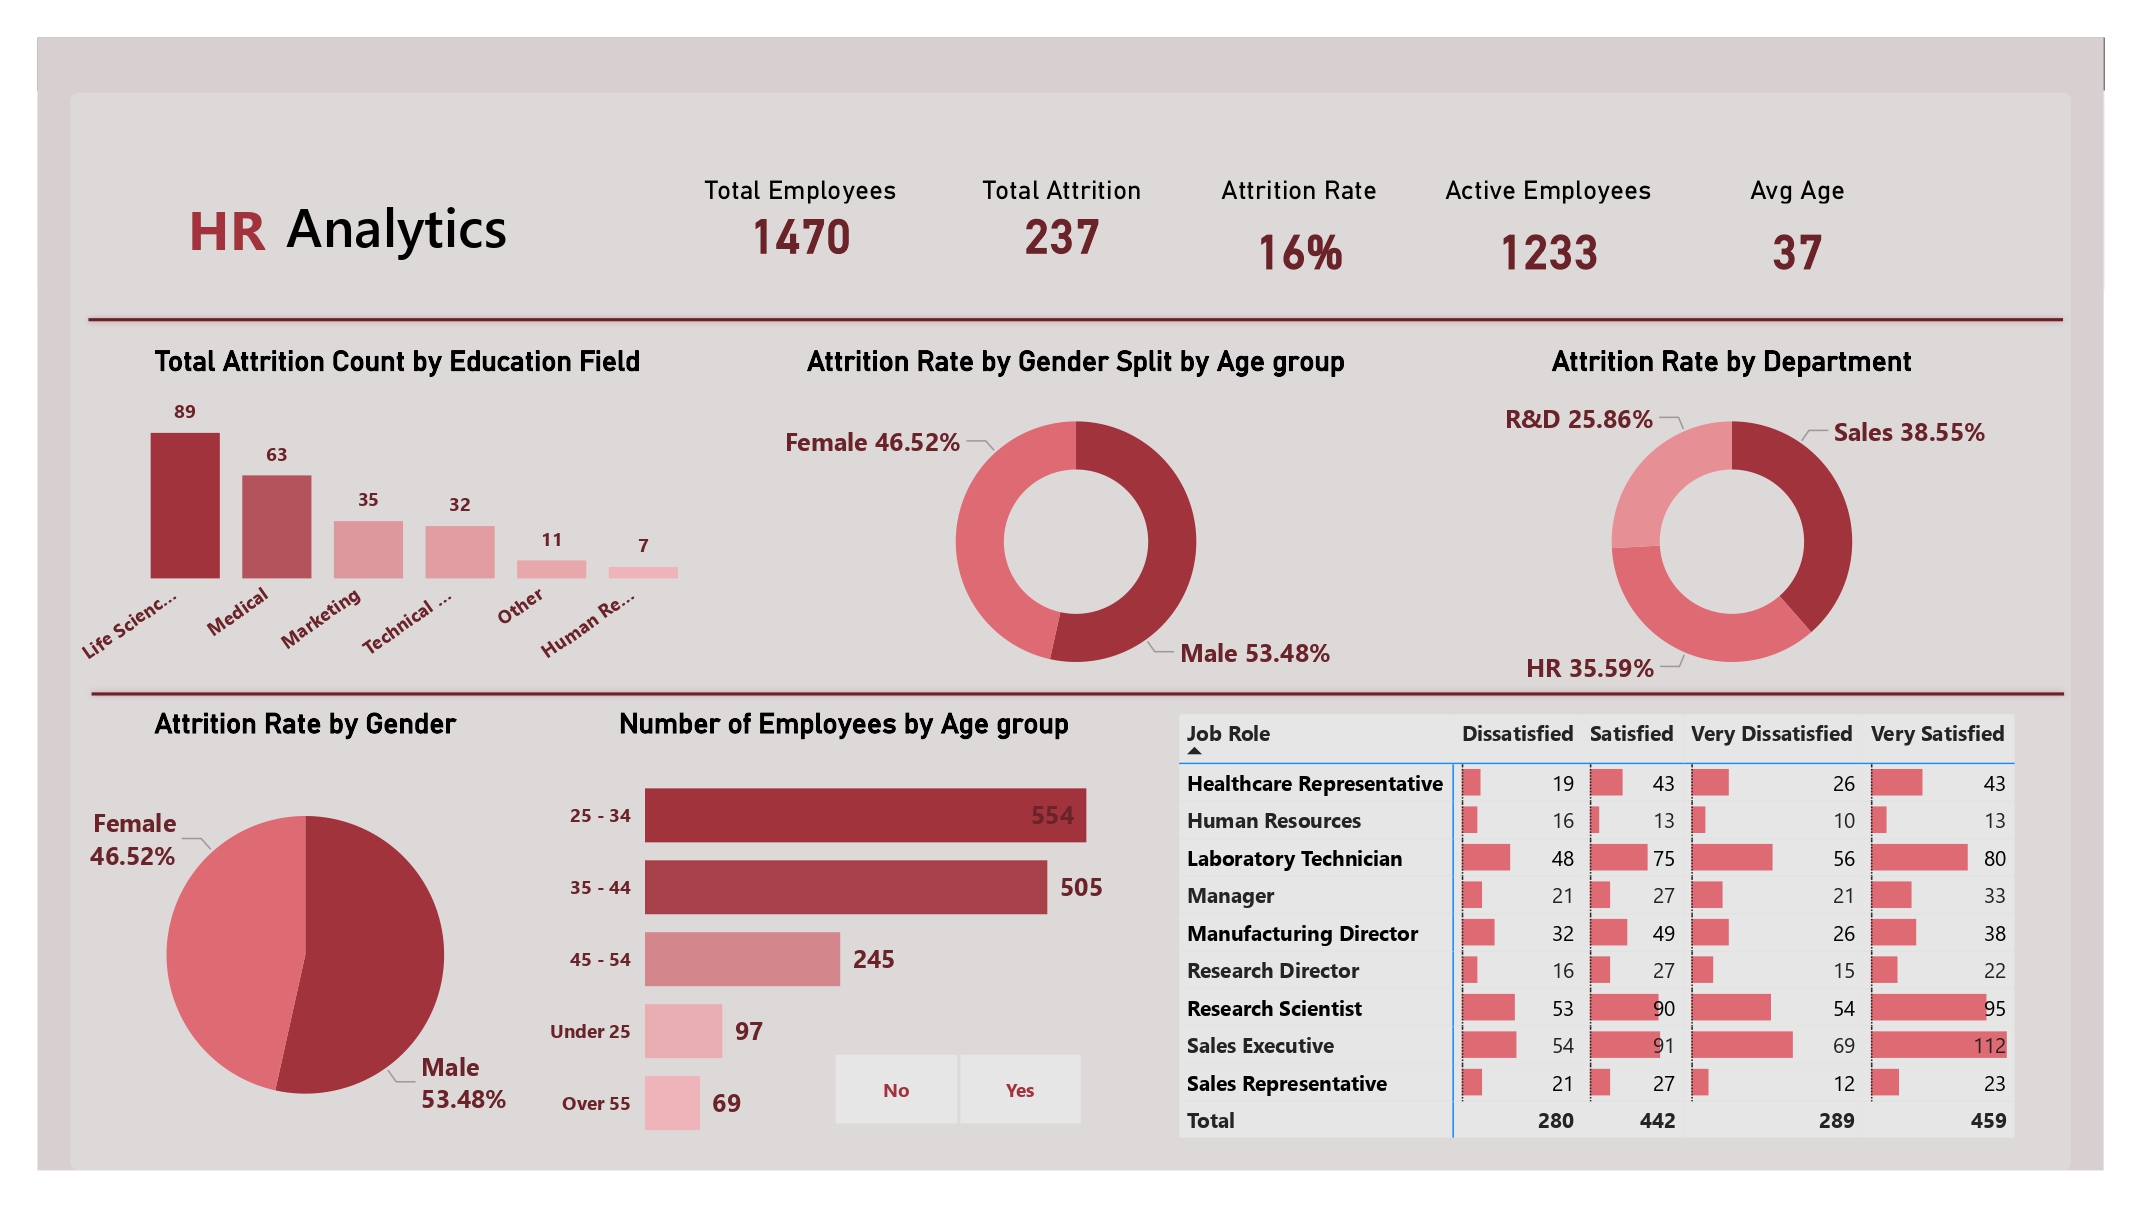 HR Analytics
Total Employees
1470
Total Attrition
237
Attrition Rate
16%
Active Employees
1233
Avg Age
37
Total Attrition Count by Education Field
89
63
35
32
11
7
Life Scienc...
Medical
Marketing
Technical ...
Other
Human Re...
Attrition Rate by Gender Split by Age group
Female 46.52%
Male 53.48%
Attrition Rate by Department
R&D 25.86%
Sales 38.55%
HR 35.59%
Attrition Rate by Gender
Female
46.52%
Male
53.48%
Number of Employees by Age group
25 - 34 554
35 - 44 505
45 - 54 245
Under 25 97
Over 55 69
No Yes
Job Role Dissatisfied Satisfied Very Dissatisfied Very Satisfied
Healthcare Representative 19 43 26 43
Human Resources 16 13 10 13
Laboratory Technician 48 75 56 80
Manager 21 27 21 33
Manufacturing Director 32 49 26 38
Research Director 16 27 15 22
Research Scientist 53 90 54 95
Sales Executive 54 91 69 112
Sales Representative 21 27 12 23
Total 280 442 289 459